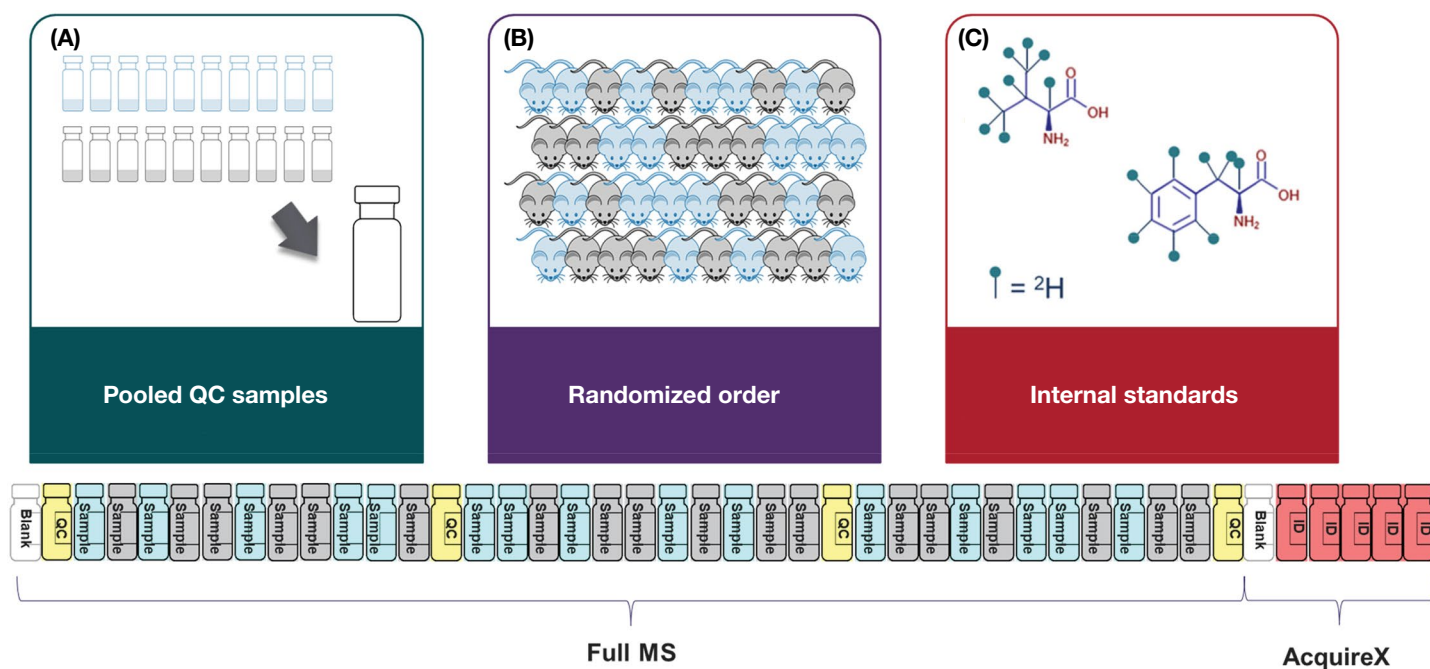 (A)
Pooled QC samples
(B)
Randomized order
(C)
O
OH
NH₂
O
OH
NH₂
= ²H
Internal standards
Blank QC Sample Sample Sample Sample Sample Sample Sample Sample Sample Sample Sample QC Sample Sample Sample Sample Sample Sample Sample Sample Sample Sample Sample QC Sample Sample Sample Sample Sample Sample Sample Sample Sample Sample Sample QC Blank ID ID ID ID ID
Full MS
AcquireX